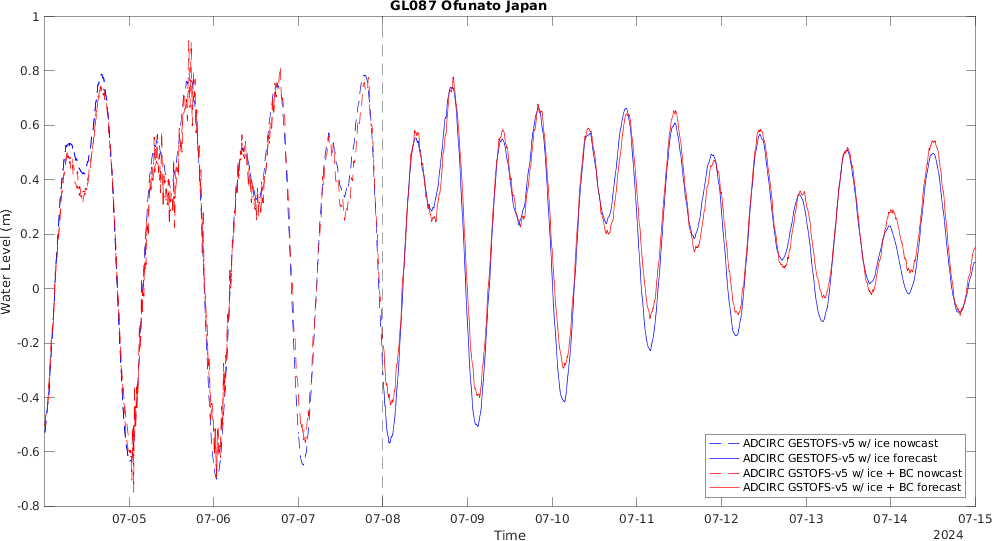 GL087 Ofunato Japan
Water Level (m)
1
0.8
0.6
0.4
0.2
0
-0.2
-0.4
-0.6
-0.8
07-05 07-06 07-07 07-08 07-09 07-10 07-11 07-12 07-13 07-14 07-15
Time
2024
ADCIRC GESTOFS-v5 w/ ice nowcast
ADCIRC GESTOFS-v5 w/ ice forecast
ADCIRC GSTOFS-v5 w/ ice + BC nowcast
ADCIRC GSTOFS-v5 w/ ice + BC forecast